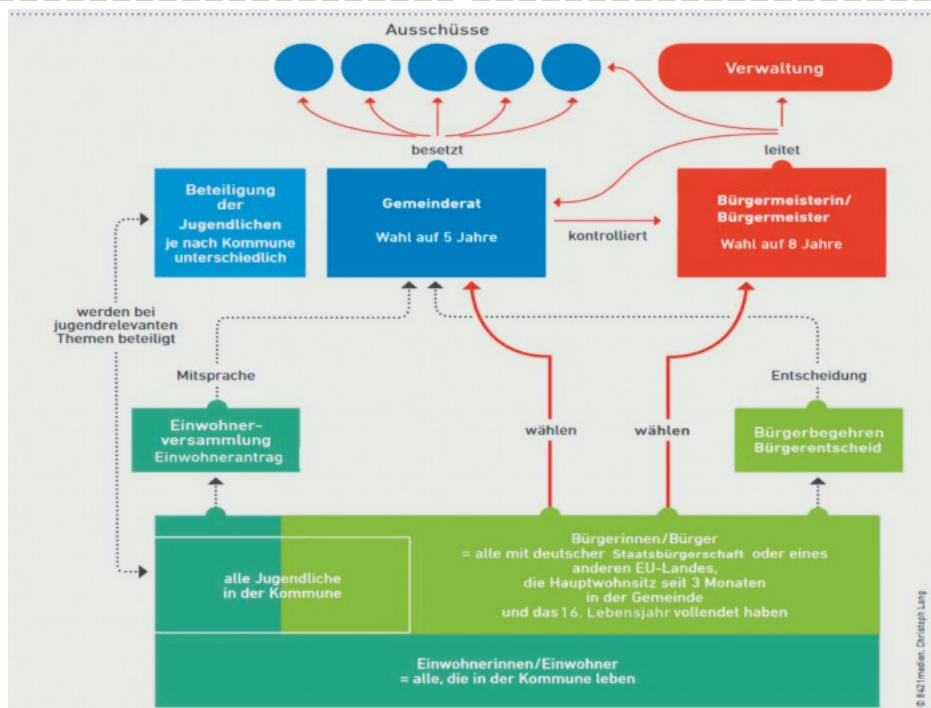 Ausschüsse
Verwaltung
besetzt
leitet
Beteiligung
der
Jugendlichen
je nach Kommune
unterschiedlich
Gemeinderat
Wahl auf 5 Jahre
kontrolliert
Bürgermeisterin/
Bürgermeister
Wahl auf 8 Jahre
werden bei
jugendrelevanten
Themen beteiligt
Mitsprache
Entscheidung
Einwohner-
versammlung
Einwohnerantrag
wählen
wählen
Bürgerbegehren
Bürgerentscheid
alle Jugendliche
in der Kommune
Bürgerinnen/Bürger
= alle mit deutscher Staatsbürgerschaft oder eines
anderen EU-Landes,
die Hauptwohnsitz seit 3 Monaten
in der Gemeinde
und das 16. Lebensjahr vollendet haben
Einwohnerinnen/Einwohner
= alle, die in der Kommune leben
© 8421medien, Christoph Lang